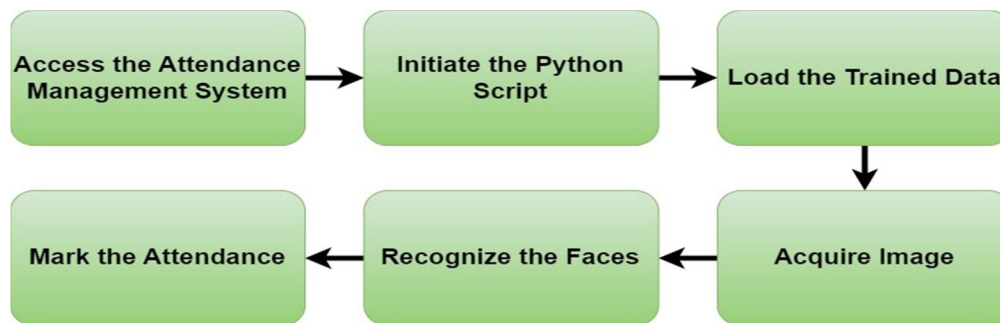 Access the Attendance
Management System
Initiate the Python
Script
Load the Trained Data
Mark the Attendance
Recognize the Faces
Acquire Image